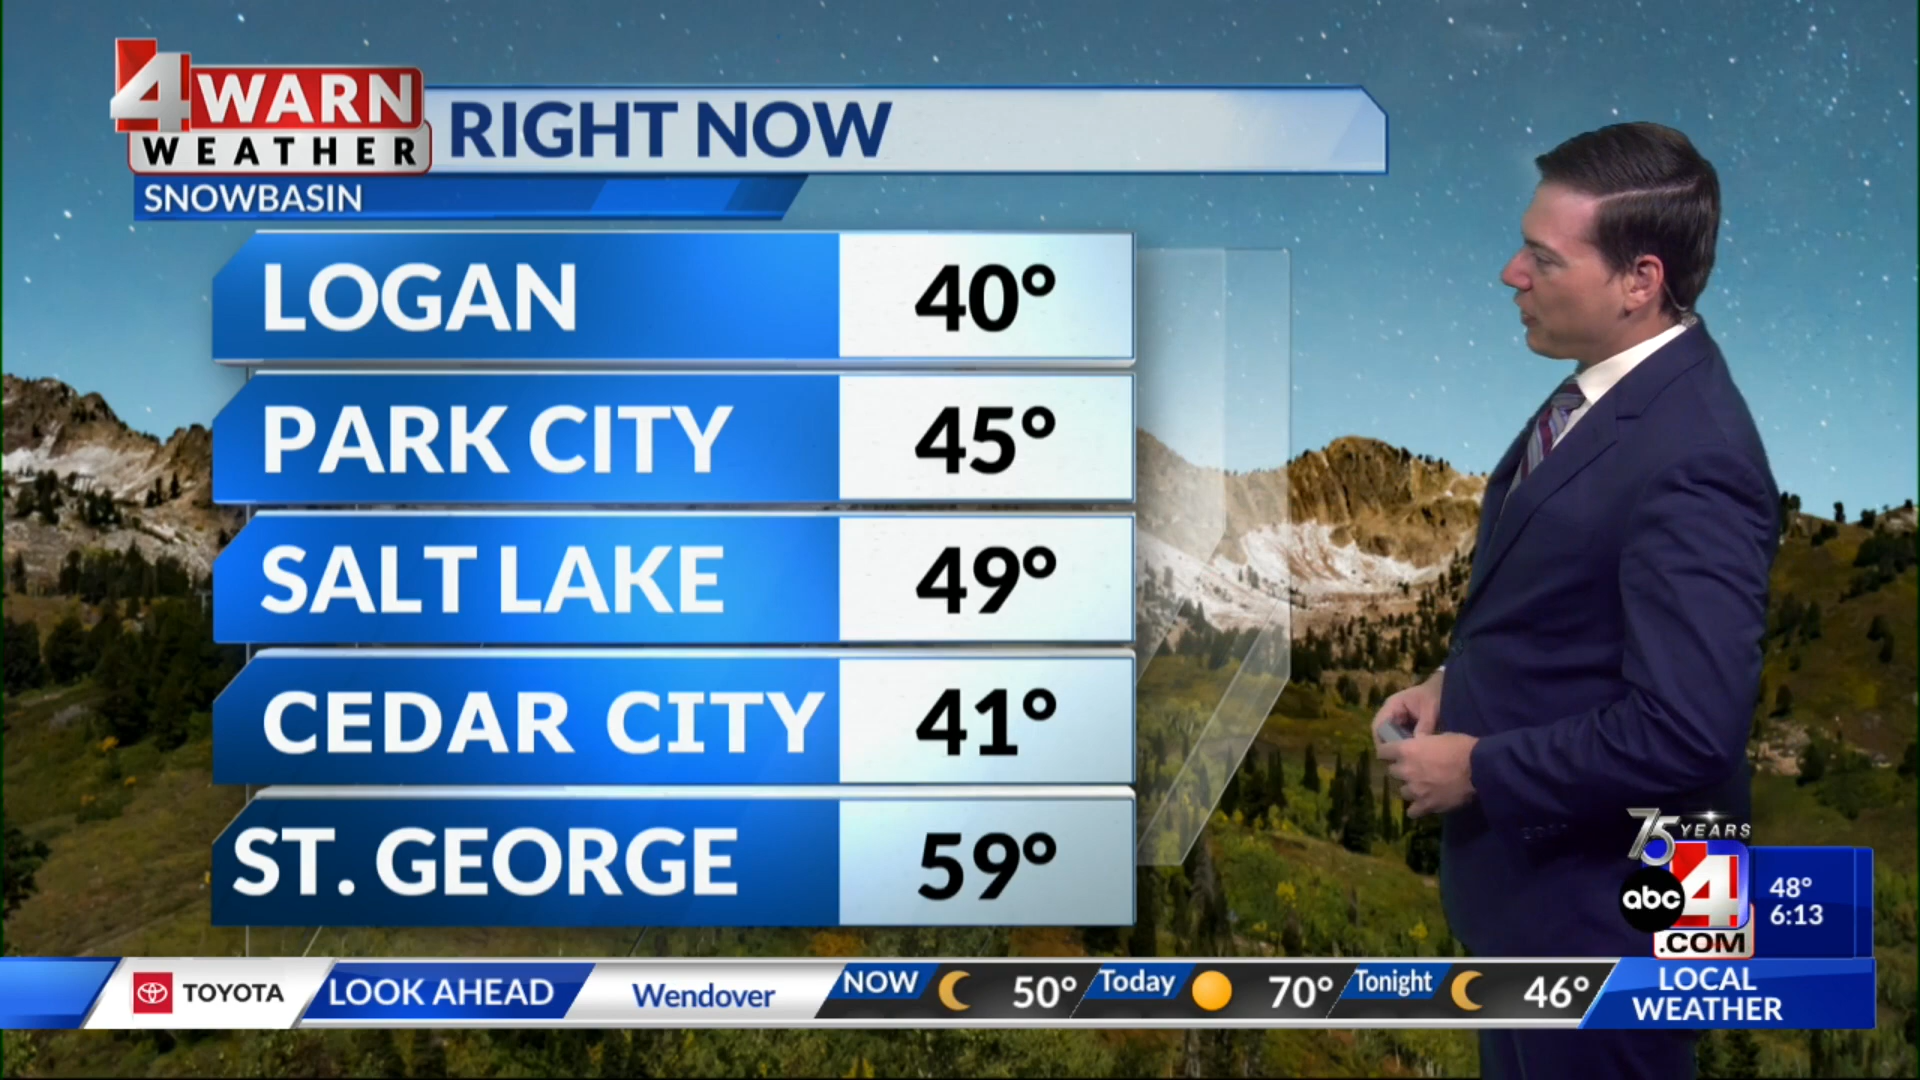 4WARN
WEATHER
RIGHT NOW
SNOWBASIN
LOGAN 40°
PARK CITY 45°
SALT LAKE 49°
CEDAR CITY 41°
ST. GEORGE 59°
75 YEARS
abc 4
.COM
48°
6:13
TOYOTA LOOK AHEAD Wendover NOW 50° Today 70° Tonight 46°
LOCAL
WEATHER